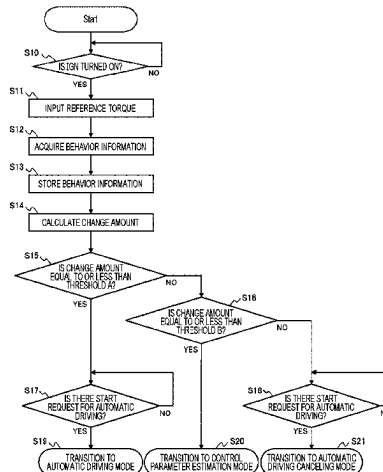 Start
S10
IS IGN TURNED ON?
NO
YES
S11
INPUT REFERENCE TORQUE
S12
ACQUIRE BEHAVIOR INFORMATION
S13
STORE BEHAVIOR INFORMATION
S14
CALCULATE CHANGE AMOUNT
S15
IS CHANGE AMOUNT
EQUAL TO OR LESS THAN
THRESHOLD A?
NO
YES
S16
IS CHANGE AMOUNT
EQUAL TO OR LESS THAN
THRESHOLD B?
NO
YES
S17
IS THERE START
REQUEST FOR AUTOMATIC
DRIVING?
NO
YES
S18
IS THERE START
REQUEST FOR AUTOMATIC
DRIVING?
NO
YES
S19
TRANSITION TO
AUTOMATIC DRIVING MODE
S20
TRANSITION TO CONTROL
PARAMETER ESTIMATION MODE
S21
TRANSITION TO AUTOMATIC
DRIVING CANCELING MODE